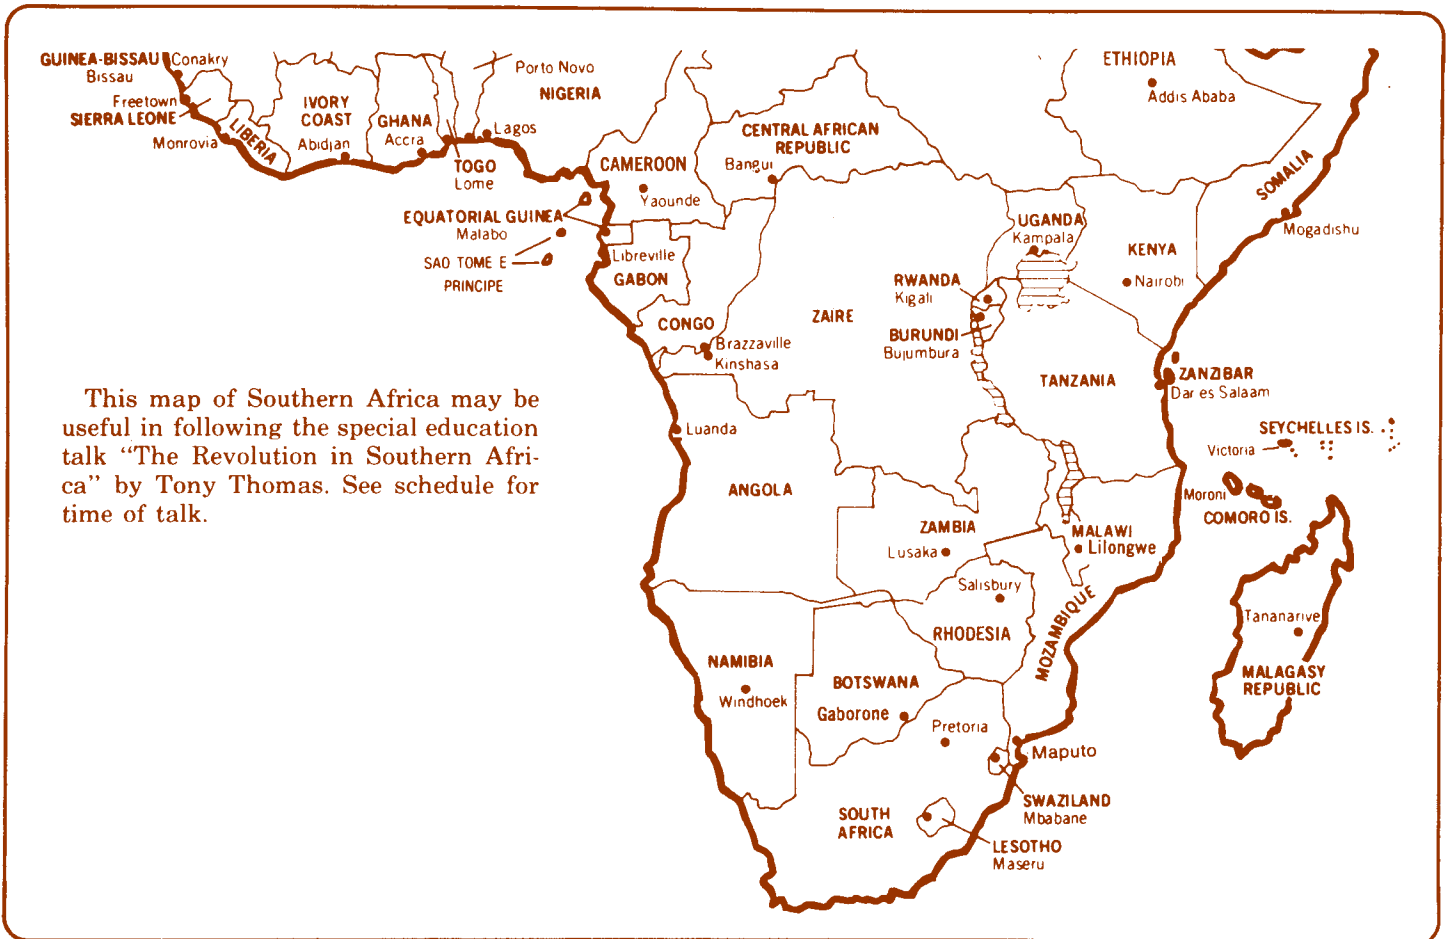 GUINEA-BISSAU
Bissau
Conakry
Freetown
SIERRA LEONE
Monrovia
LIBERIA
IVORY
COAST
Abidjan
GHANA
Accra
TOGO
Lome
Porto Novo
NIGERIA
Lagos
CAMEROON
Yaounde
CENTRAL AFRICAN
REPUBLIC
Bangui
ETHIOPIA
Addis Ababa
SOMALIA
Mogadishu
EQUATORIAL GUINEA
Malabo
SAO TOME E
PRINCIPE
Libreville
GABON
CONGO
Brazzaville
Kinshasa
ZAIRE
UGANDA
Kampala
KENYA
Nairobi
RWANDA
Kigali
BURUNDI
Bujumbura
TANZANIA
ZANZIBAR
Dar es Salaam
SEYCHELLES IS.
Victoria
Moroni
COMORO IS.
This map of Southern Africa may be
useful in following the special education
talk “The Revolution in Southern Afri-
ca” by Tony Thomas. See schedule for
time of talk.
Luanda
ANGOLA
ZAMBIA
Lusaka
MALAWI
Lilongwe
Salisbury
RHODESIA
MOZAMBIQUE
Tananarive
MALAGASY
REPUBLIC
NAMIBIA
Windhoek
BOTSWANA
Gaborone
Pretoria
Maputo
SWAZILAND
Mbabane
SOUTH
AFRICA
LESOTHO
Maseru